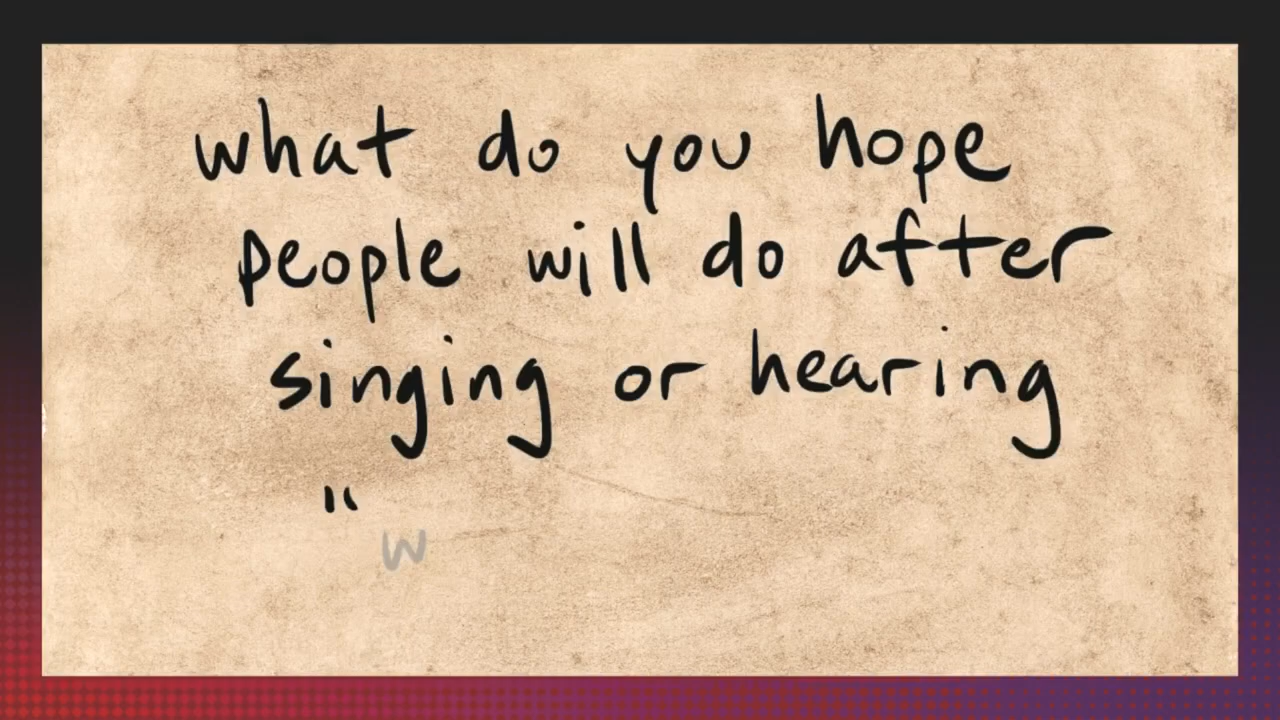 what do you hope
people will do after
singing or hearing
" w